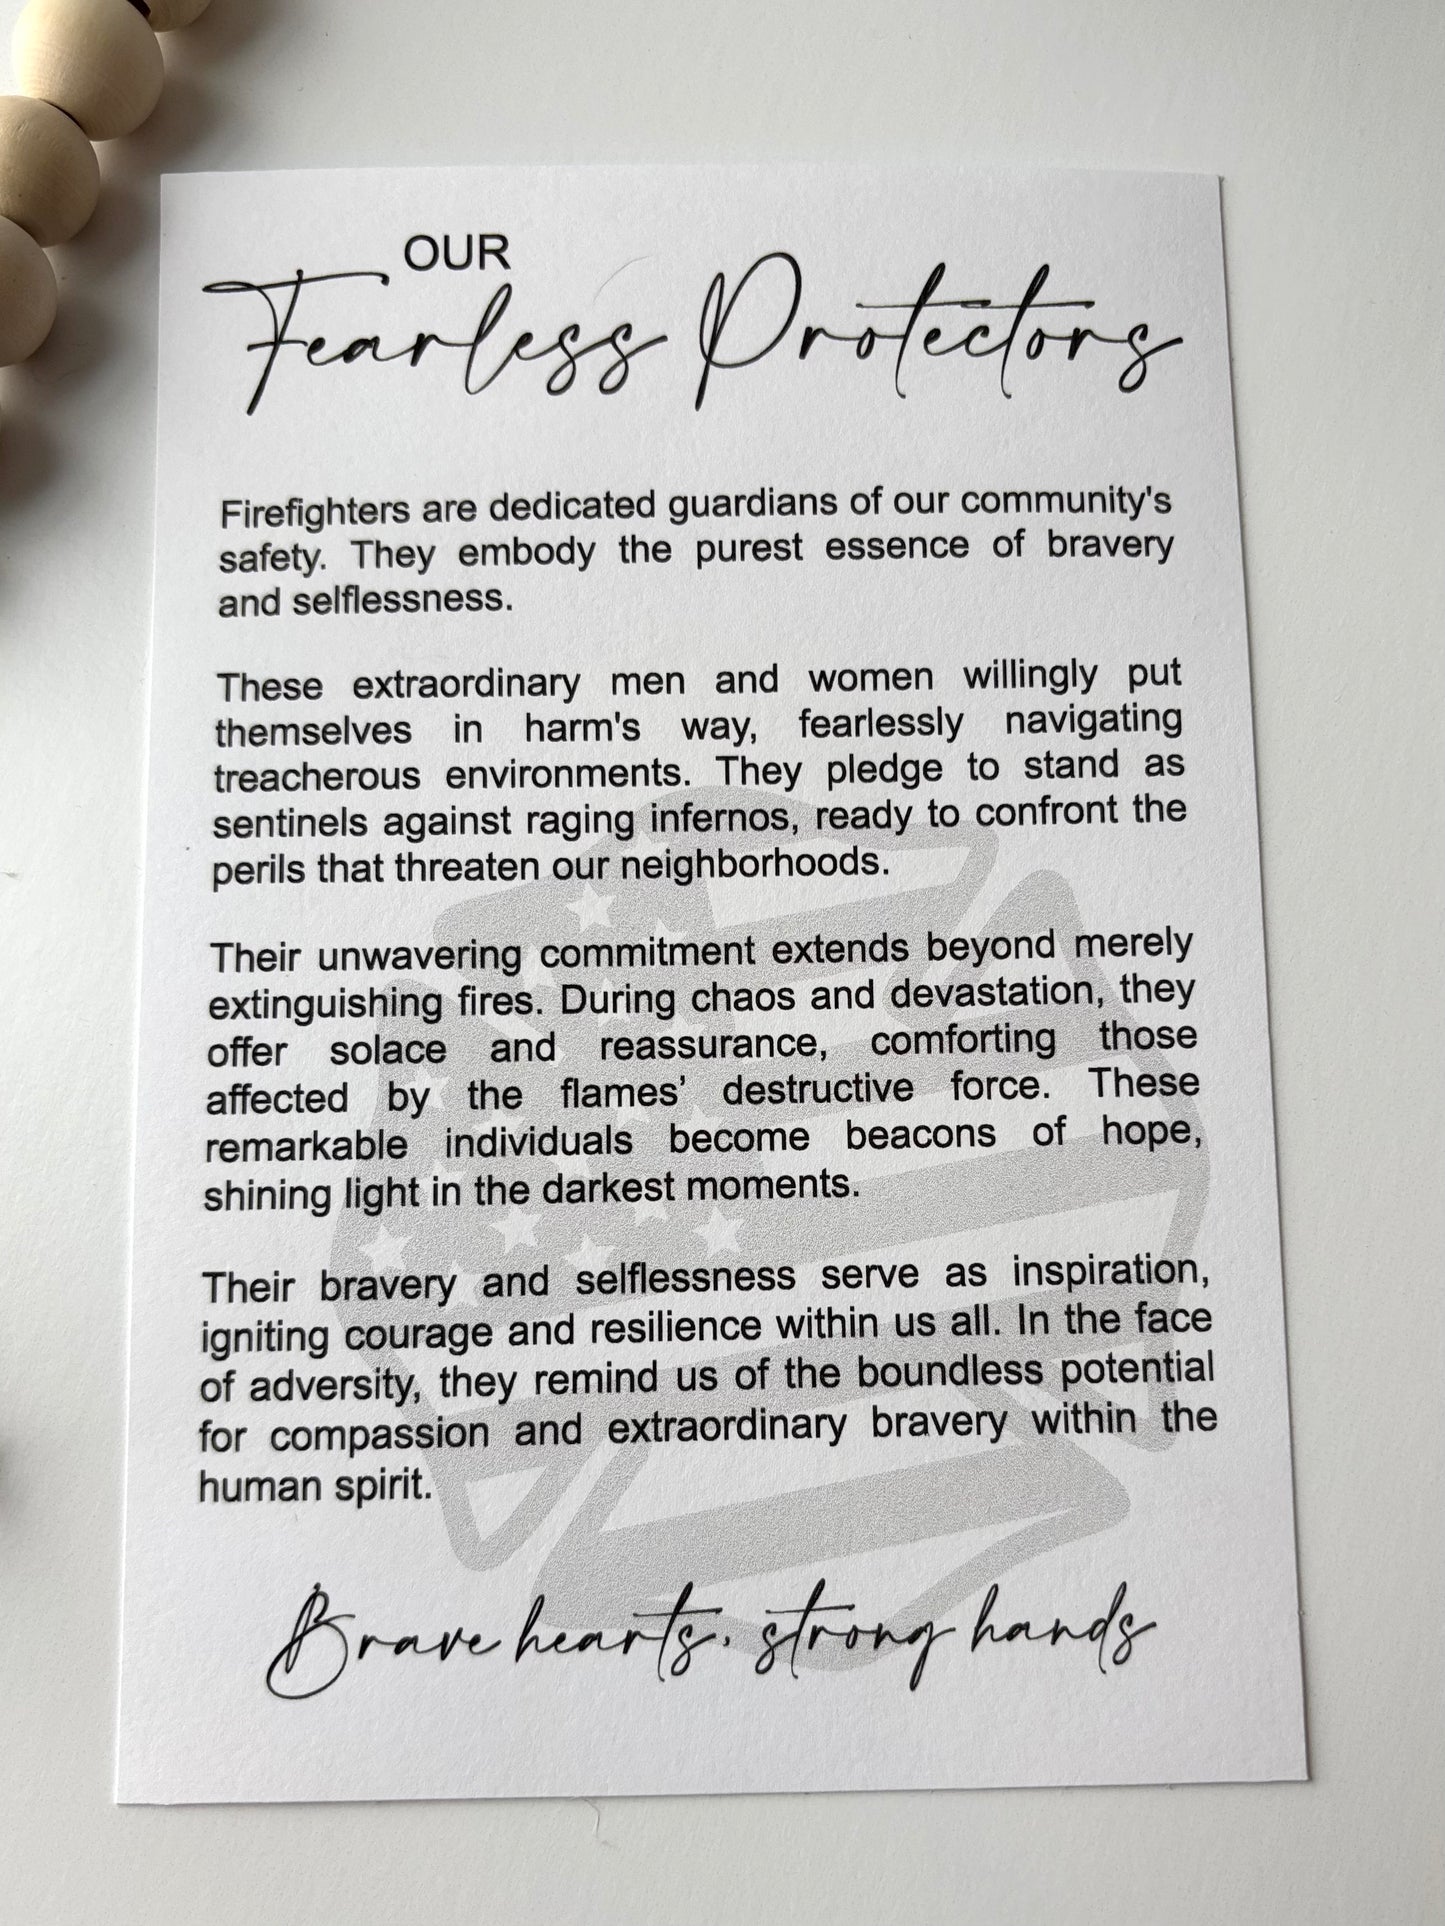 OUR
Fearless Protectors
Firefighters are dedicated guardians of our community's
safety. They embody the purest essence of bravery
and selflessness.
These extraordinary men and women willingly put
themselves in harm's way, fearlessly navigating
treacherous environments. They pledge to stand as
sentinels against raging infernos, ready to confront the
perils that threaten our neighborhoods.
Their unwavering commitment extends beyond merely
extinguishing fires. During chaos and devastation, they
offer solace and reassurance, comforting those
affected by the flames’ destructive force. These
remarkable individuals become beacons of hope,
shining light in the darkest moments.
Their bravery and selflessness serve as inspiration,
igniting courage and resilience within us all. In the face
of adversity, they remind us of the boundless potential
for compassion and extraordinary bravery within the
human spirit.
Brave hearts, strong hands